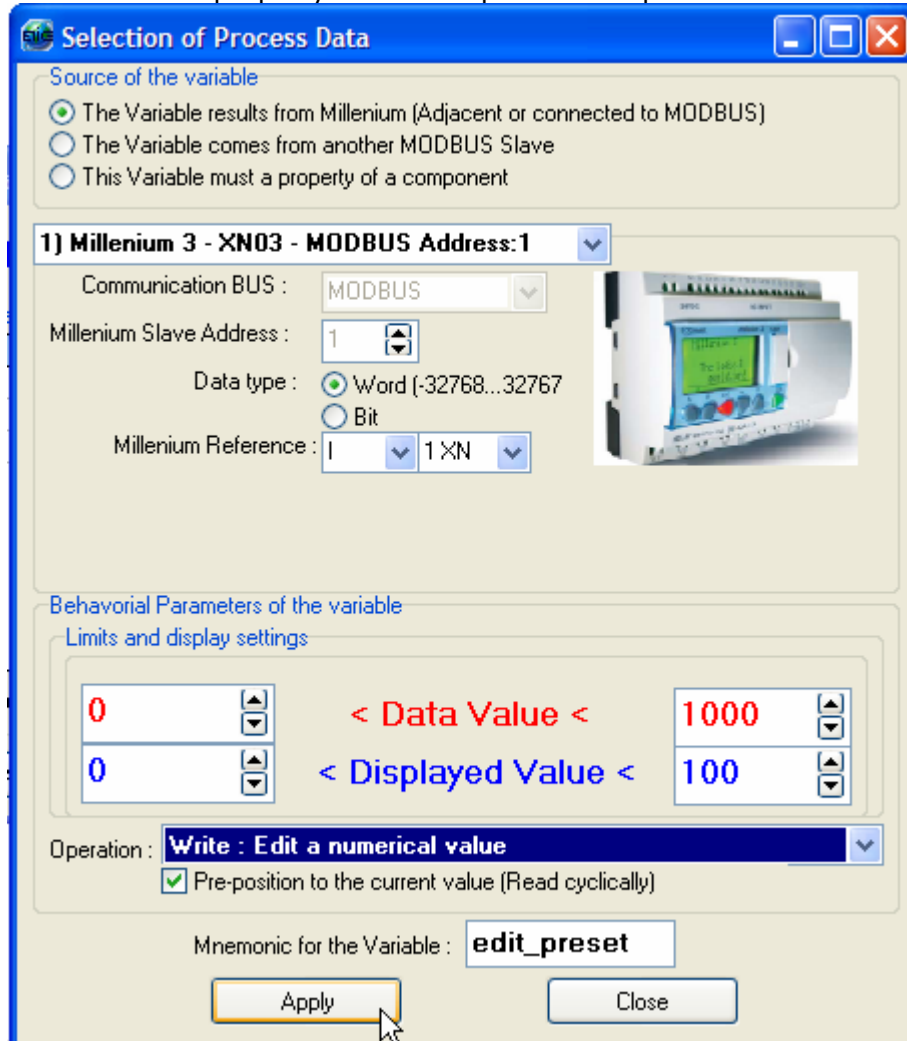 Selection of Process Data
Source of the variable
The Variable results from Millenium (Adjacent or connected to MODBUS)
The Variable comes from another MODBUS Slave
This Variable must a property of a component
1) Millenium 3 - XN03 - MODBUS Address:1
Communication BUS : MODBUS
Millenium Slave Address : 1
Data type : Word (-32768...32767
Bit
Millenium Reference : I 1 XN
Behavorial Parameters of the variable
Limits and display settings
0 < Data Value < 1000
0 < Displayed Value < 100
Operation : Write : Edit a numerical value
Pre-position to the current value (Read cyclically)
Mnemonic for the Variable : edit_preset
Apply Close